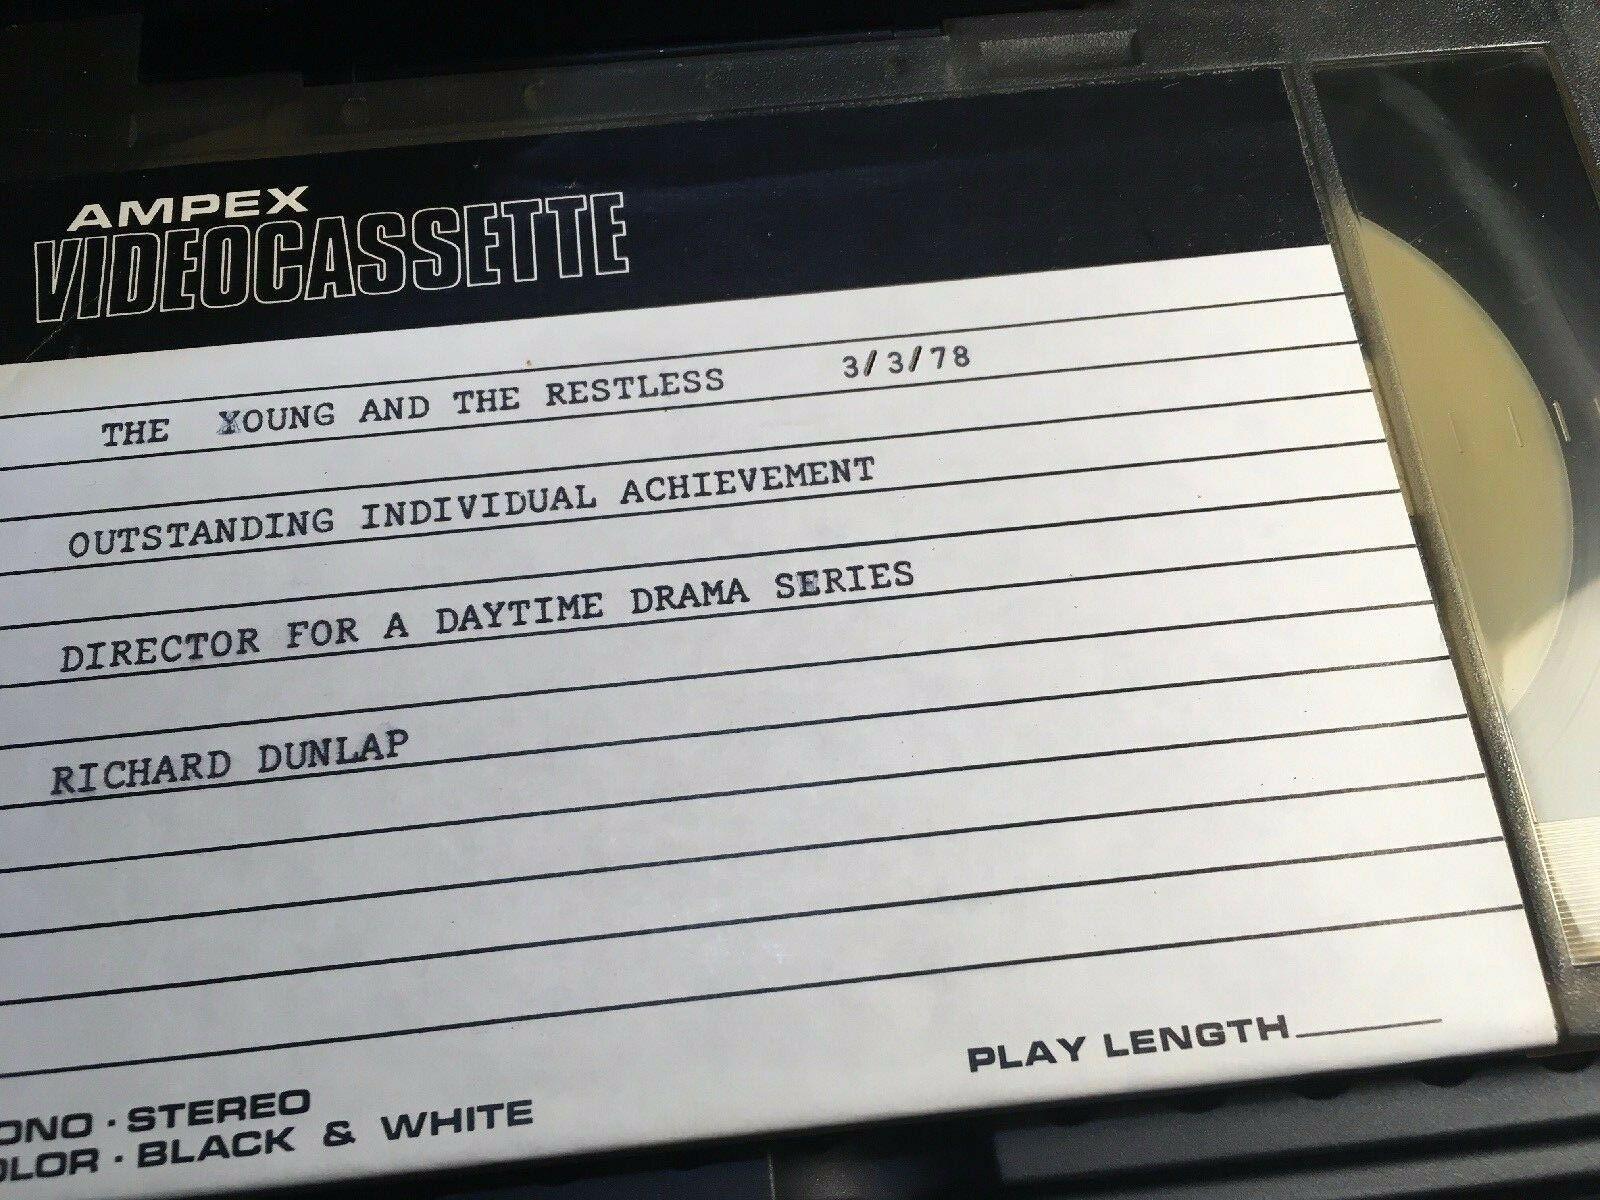 AMPEX
VIDEOCASSETTE
THE YOUNG AND THE RESTLESS 3/3/78
OUTSTANDING INDIVIDUAL ACHIEVEMENT
DIRECTOR FOR A DAYTIME DRAMA SERIES
RICHARD DUNLAP
PLAY LENGTH
ONO · STEREO
OLOR · BLACK & WHITE